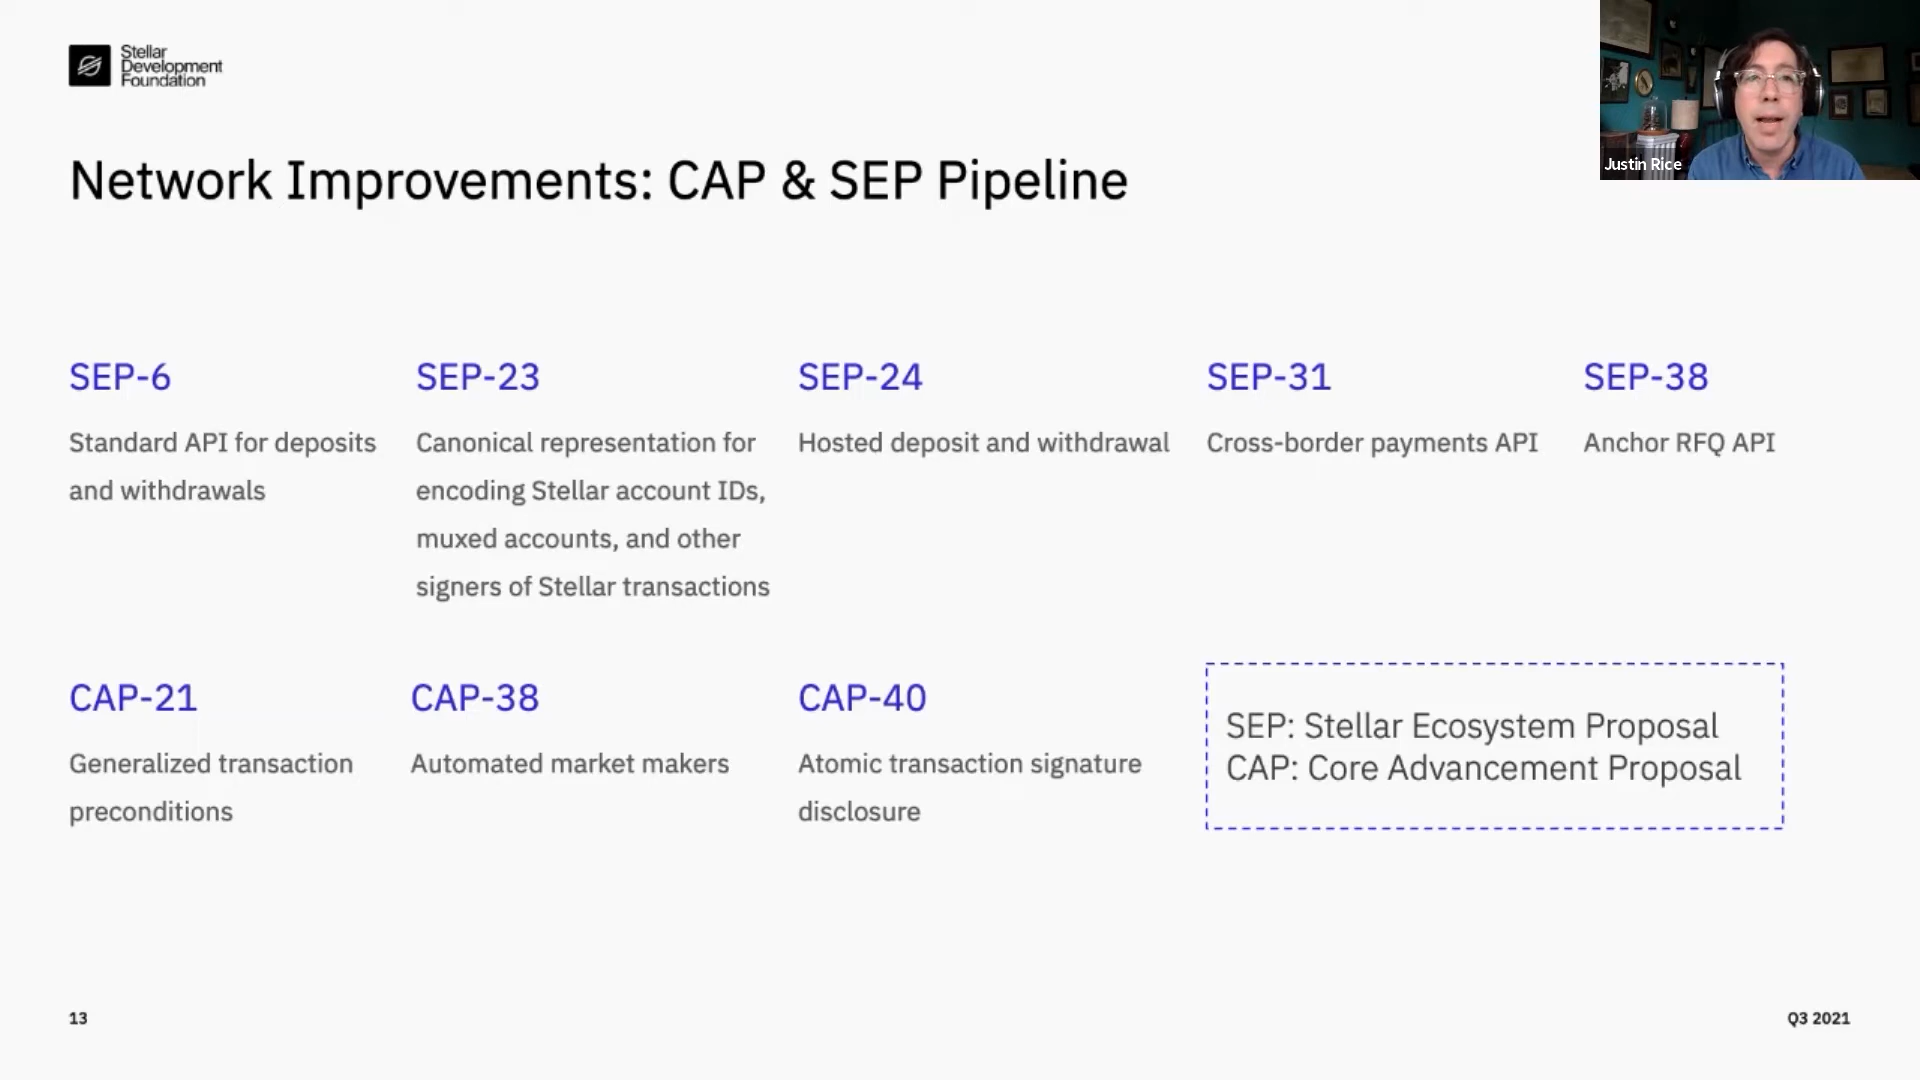 Stellar
Development
Foundation
Justin Rice
Network Improvements: CAP & SEP Pipeline
SEP-6
Standard API for deposits
and withdrawals
SEP-23
Canonical representation for
encoding Stellar account IDs,
muxed accounts, and other
signers of Stellar transactions
SEP-24
Hosted deposit and withdrawal
SEP-31
Cross-border payments API
SEP-38
Anchor RFQ API
CAP-21
Generalized transaction
preconditions
CAP-38
Automated market makers
CAP-40
Atomic transaction signature
disclosure
SEP: Stellar Ecosystem Proposal
CAP: Core Advancement Proposal
13
Q3 2021